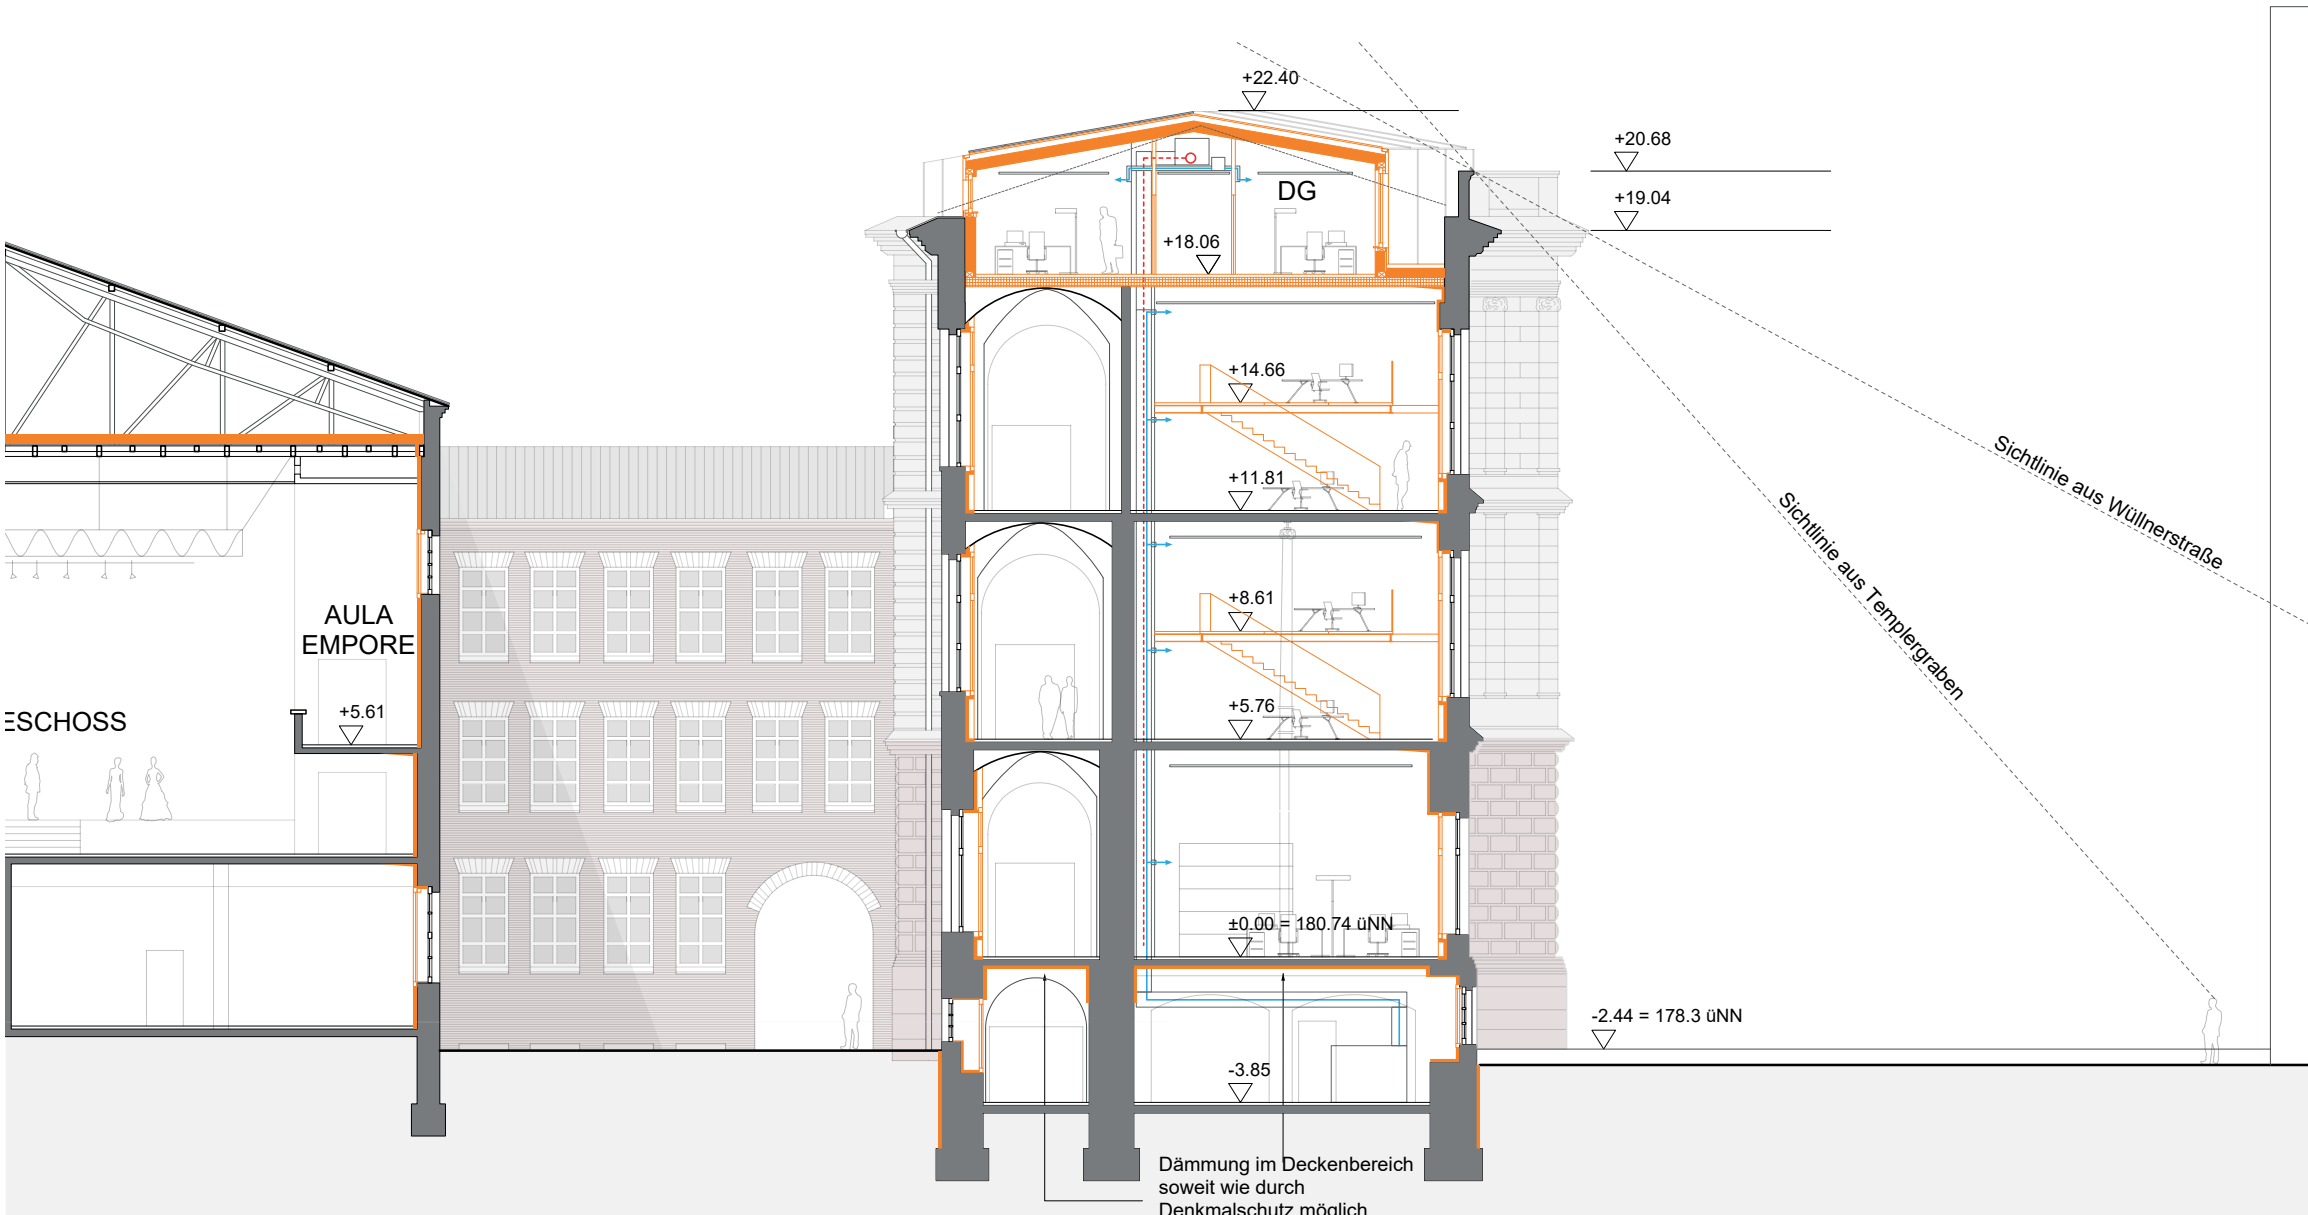 +22.40
+20.68
+19.04
DG
+18.06
+14.66
+11.81
Sichtlinie aus Wüllnerstraße
Sichtlinie aus Templergraben
AULA
EMPORE
+8.61
+5.61
ESCHOSS
+5.76
±0.00 = 180.74 üNN
-2.44 = 178.3 üNN
-3.85
Dämmung im Deckenbereich
soweit wie durch
Denkmalschutz möglich